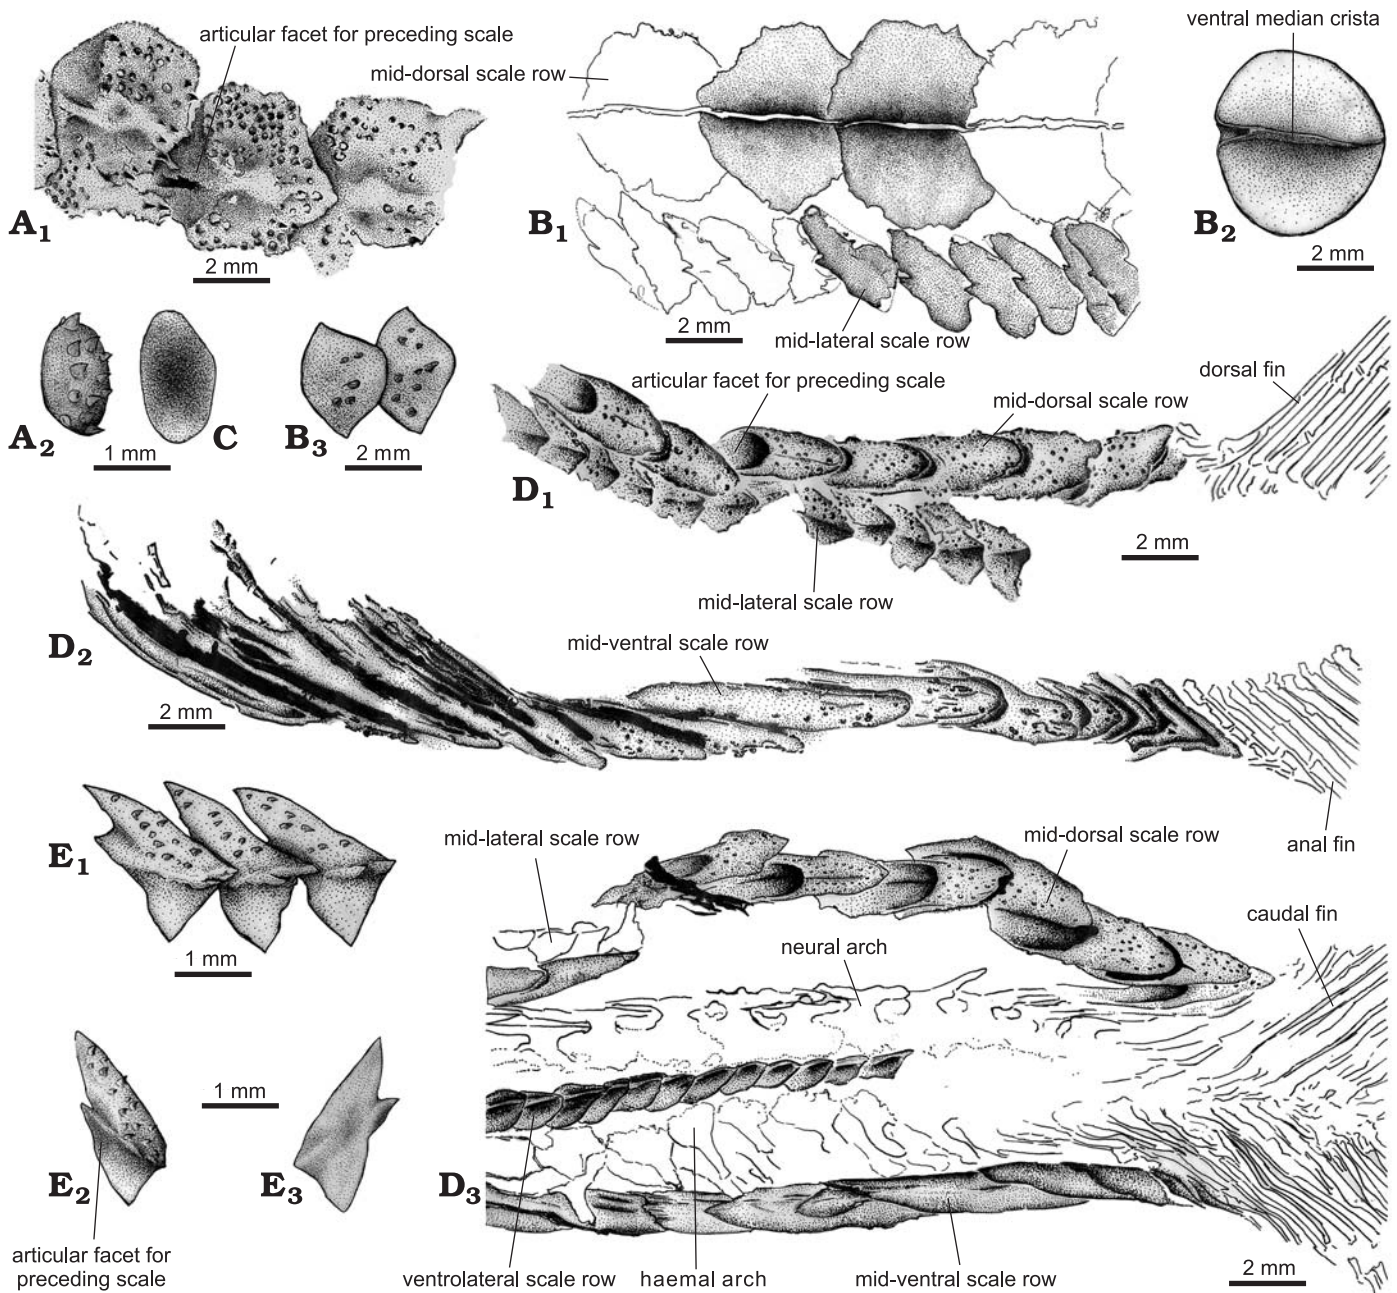 articular facet for preceding scale
mid-dorsal scale row
ventral median crista
A1
2 mm
B1
2 mm
mid-lateral scale row
B2
2 mm
A2
C
1 mm
B3
2 mm
articular facet for preceding scale
mid-dorsal scale row
dorsal fin
D1
2 mm
mid-lateral scale row
D2
2 mm
mid-ventral scale row
anal fin
E1
1 mm
mid-lateral scale row
mid-dorsal scale row
neural arch
caudal fin
E2
1 mm
E3
articular facet for
preceding scale
D3
ventrolateral scale row
haemal arch
mid-ventral scale row
2 mm